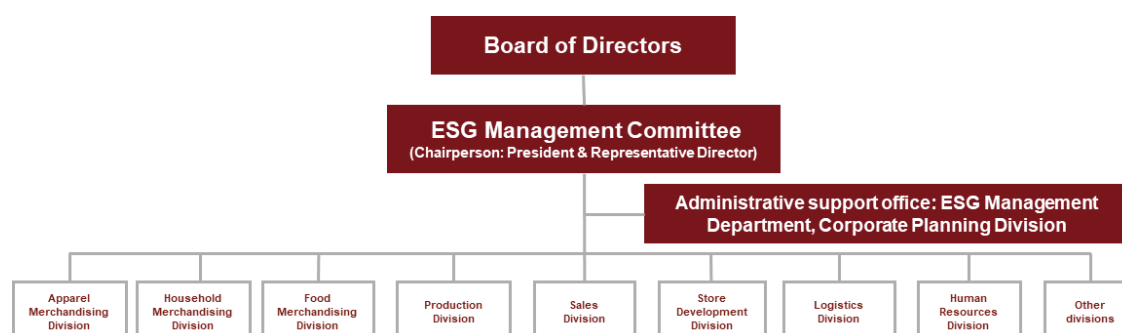 Board of Directors
ESG Management Committee
(Chairperson: President & Representative Director)
Administrative support office: ESG Management
Department, Corporate Planning Division
Apparel
Merchandising
Division
Household
Merchandising
Division
Food
Merchandising
Division
Production
Division
Sales
Division
Store
Development
Division
Logistics
Division
Human
Resources
Division
Other
divisions